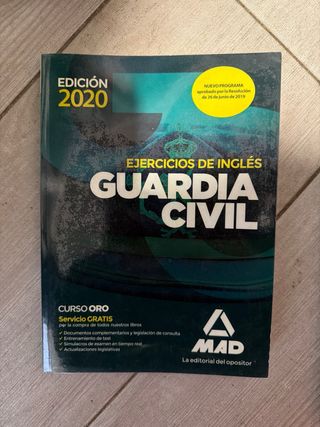 EDICIÓN
2020
NUEVO PROGRAMA
aprobado por la Resolución
de 26 de junio de 2019
EJERCICIOS DE INGLÉS
GUARDIA
CIVIL
CURSO ORO
Servicio GRATIS
por la compra de todos nuestros libros
Documentos complementarios y legislación de consulta
Entrenamiento de test
Simulacros de examen en tiempo real
Actualizaciones legislativas
MAD
La editorial del opositor